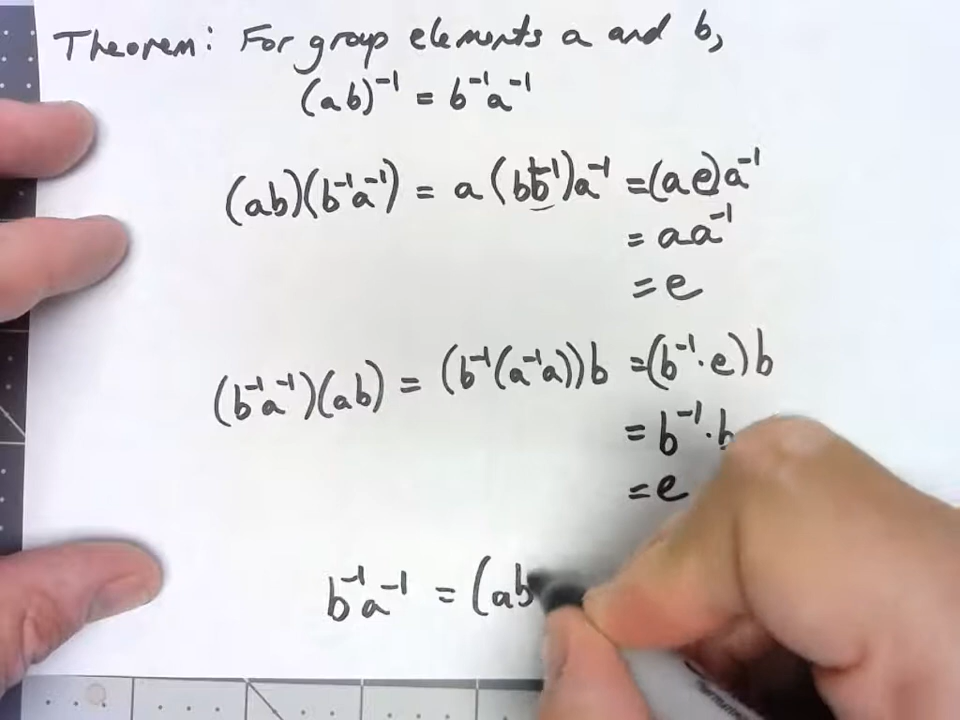 Theorem: For group elements a and b,
(ab)⁻¹ = b⁻¹a⁻¹
(ab)(b⁻¹a⁻¹) = a(bb⁻¹)a⁻¹ = (ae)a⁻¹
= aa⁻¹
= e
(b⁻¹a⁻¹)(ab) = (b⁻¹(a⁻¹a))b = (b⁻¹·e)b
= b⁻¹·b
= e
b⁻¹a⁻¹ = (ab